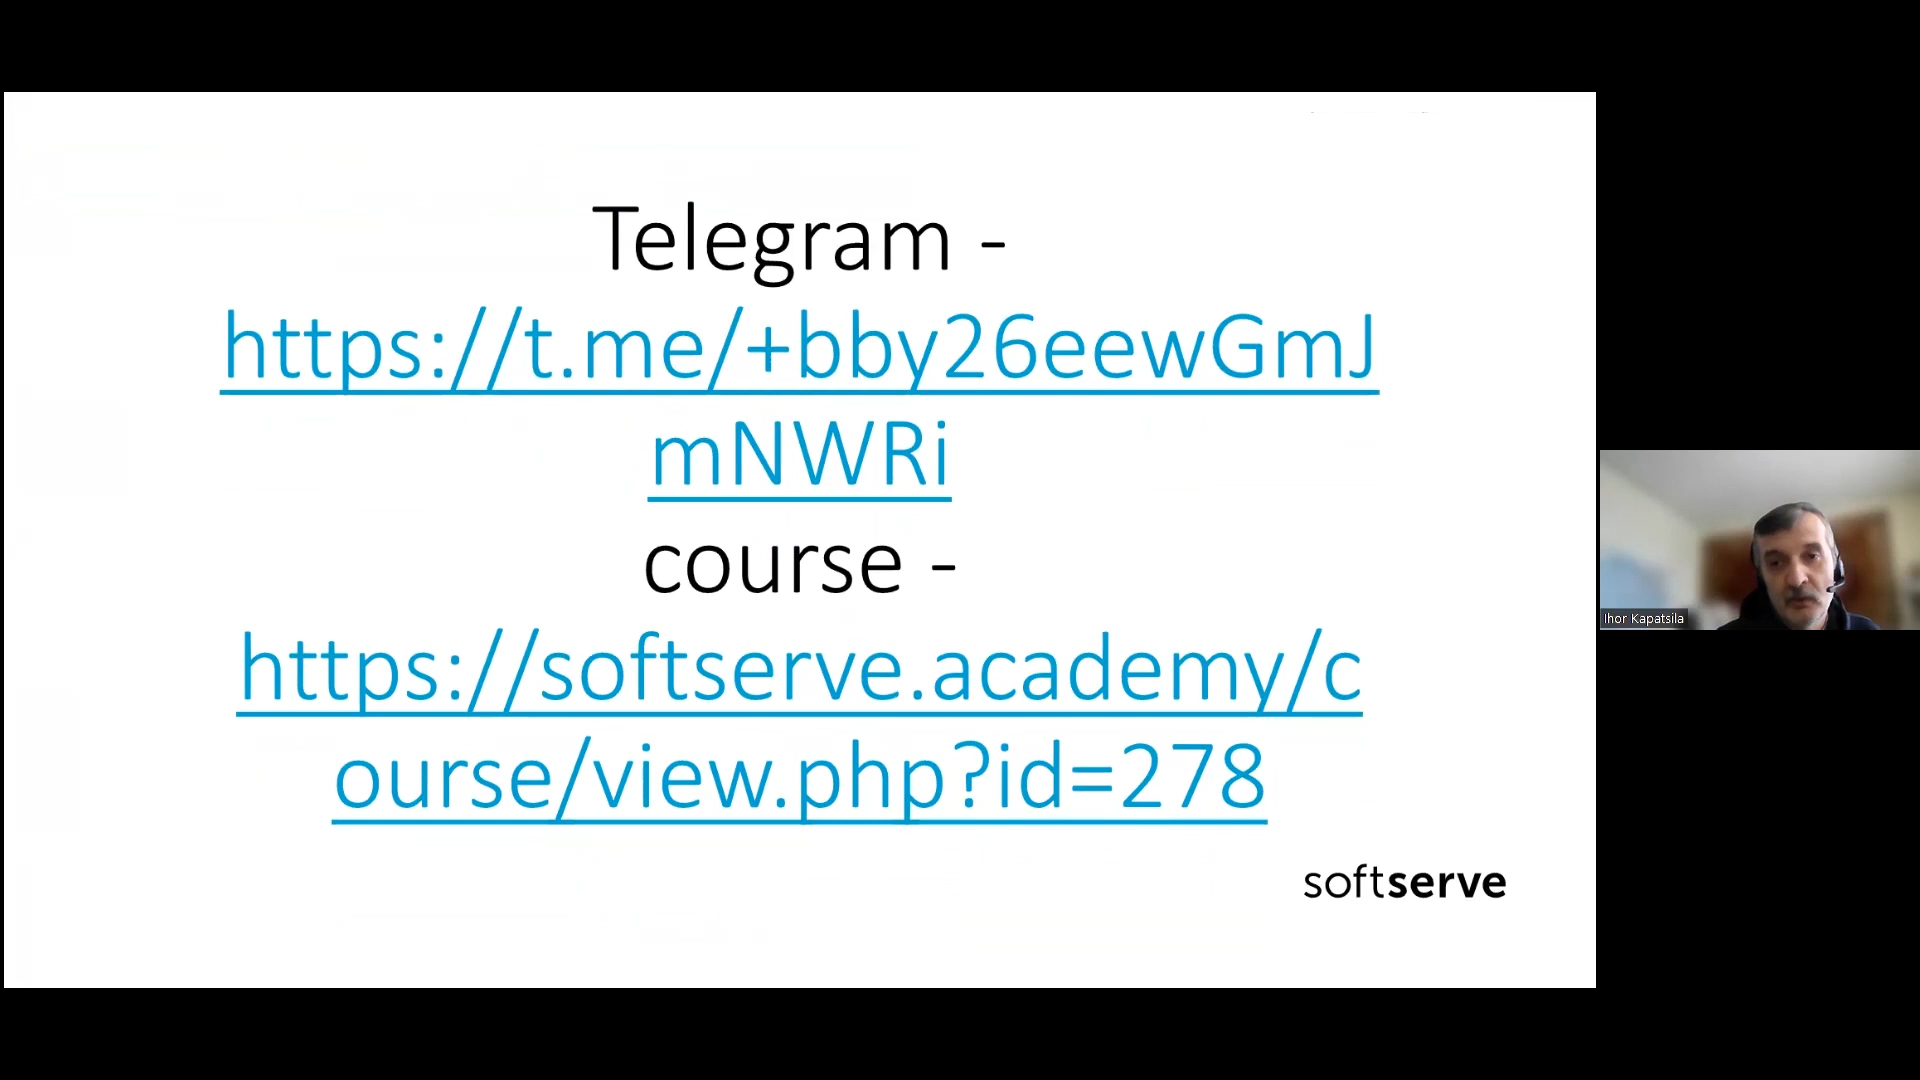 Telegram -
https://t.me/+bby26eewGmJ
mNWRi
course -
https://softserve.academy/c
ourse/view.php?id=278
softserve
Ihor Kapatsila